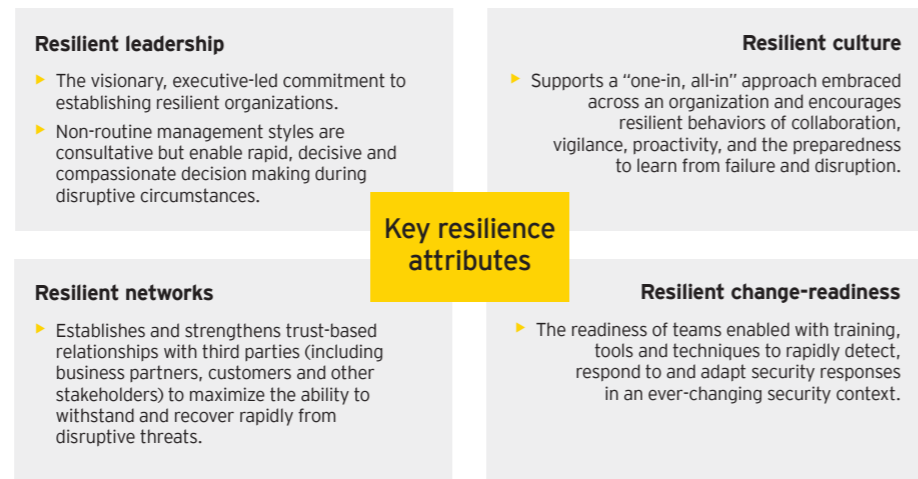 Resilient leadership
► The visionary, executive-led commitment to
establishing resilient organizations.
► Non-routine management styles are
consultative but enable rapid, decisive and
compassionate decision making during
disruptive circumstances.
Resilient culture
► Supports a “one-in, all-in” approach embraced
across an organization and encourages
resilient behaviors of collaboration,
vigilance, proactivity, and the preparedness
to learn from failure and disruption.
Key resilience
attributes
Resilient networks
► Establishes and strengthens trust-based
relationships with third parties (including
business partners, customers and other
stakeholders) to maximize the ability to
withstand and recover rapidly from
disruptive threats.
Resilient change-readiness
► The readiness of teams enabled with training,
tools and techniques to rapidly detect,
respond to and adapt security responses
in an ever-changing security context.